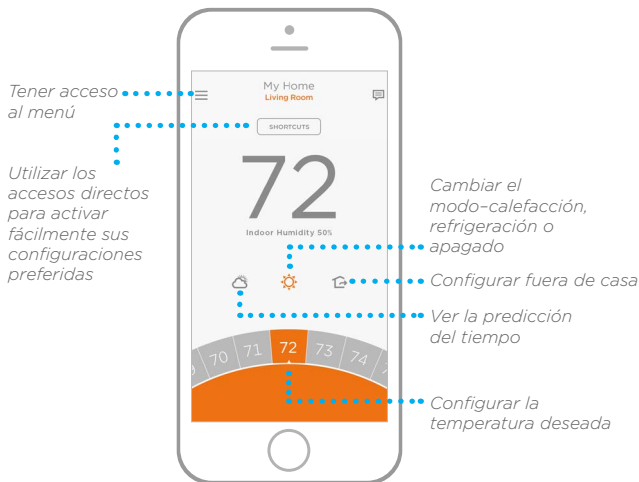 Tener acceso
al menú
Utilizar los
accesos directos
para activar
fácilmente sus
configuraciones
preferidas
My Home
Living Room
SHORTCUTS
72
Indoor Humidity 50%
70 71 72 73 74
Cambiar el
modo–calefacción,
refrigeración o
apagado
Configurar fuera de casa
Ver la predicción
del tiempo
Configurar la
temperatura deseada